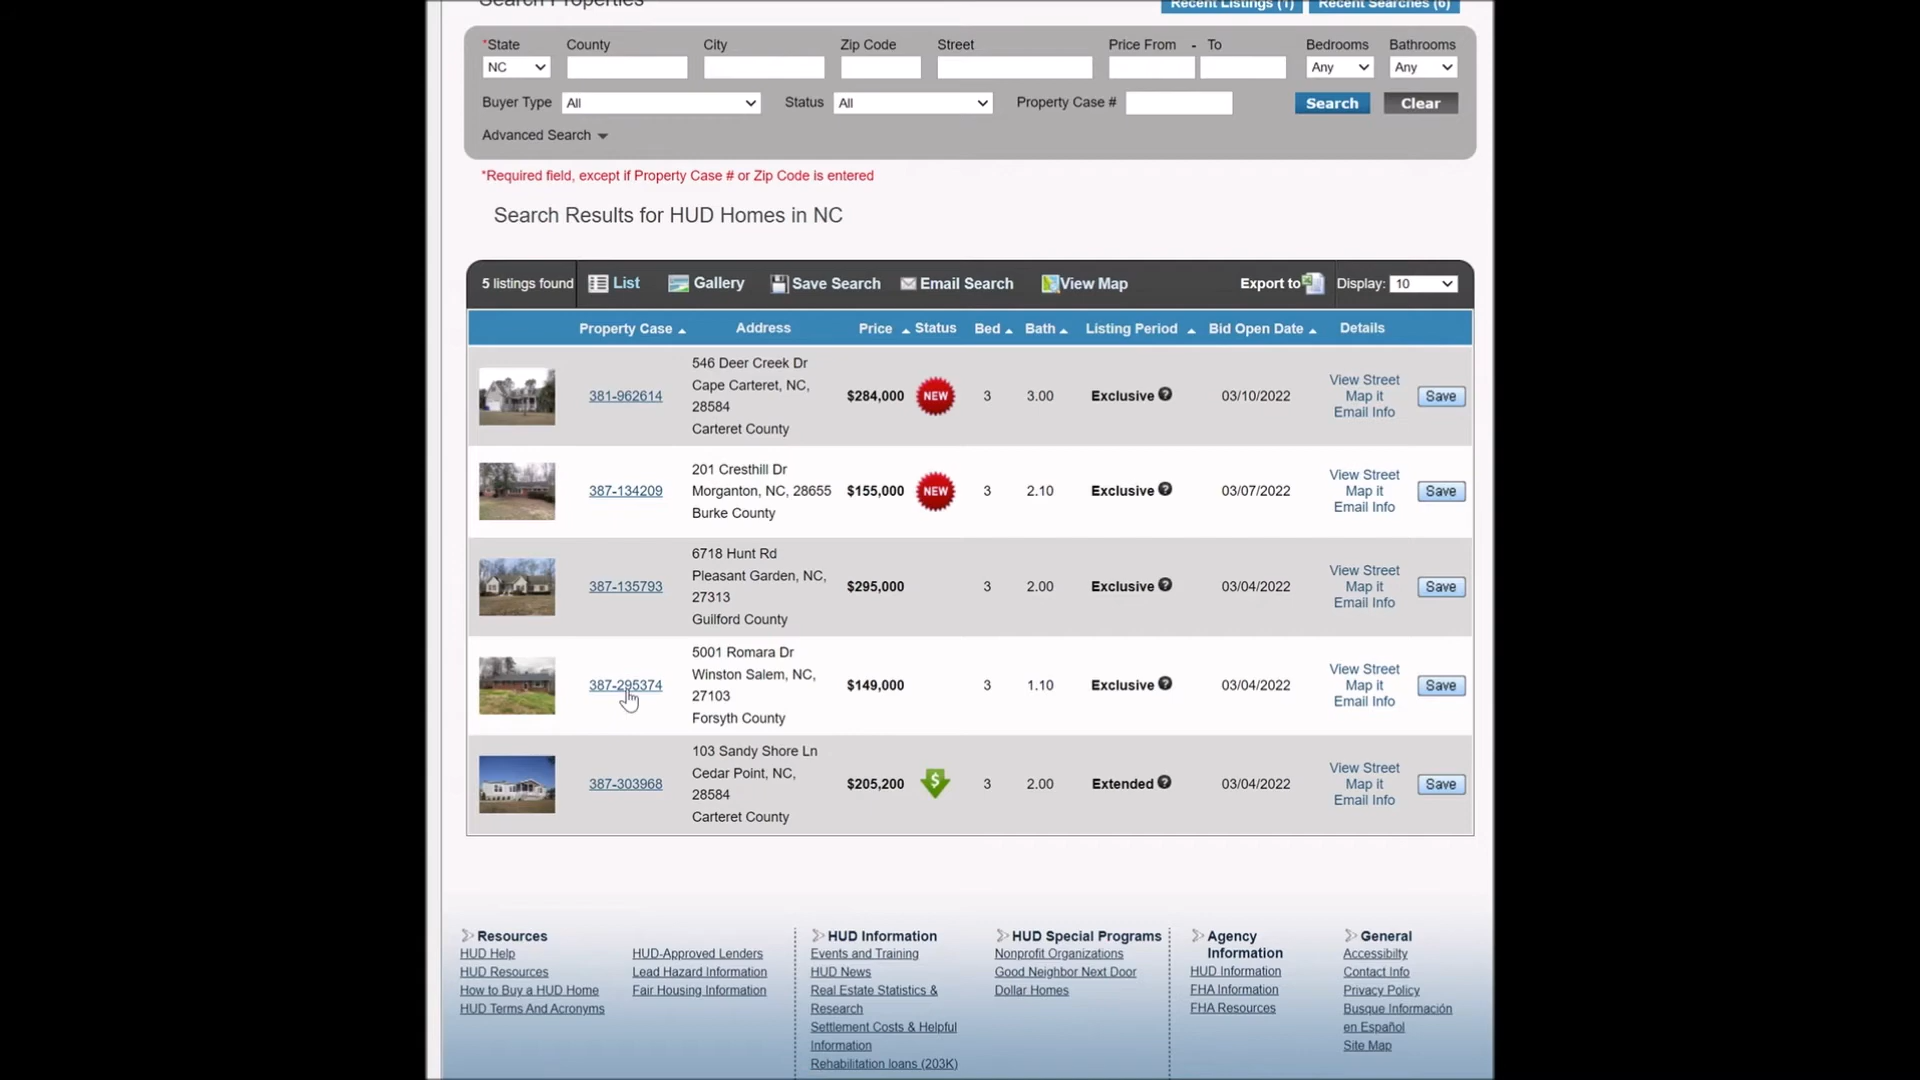 Search Properties
Recent Listings (1) Recent Searches (6)
*State County City Zip Code Street Price From - To Bedrooms Bathrooms
NC Any Any
Buyer Type All Status All Property Case # Search Clear
Advanced Search
*Required field, except if Property Case # or Zip Code is entered
Search Results for HUD Homes in NC
5 listings found List Gallery Save Search Email Search View Map Export to Display: 10
Property Case Address Price Status Bed Bath Listing Period Bid Open Date Details
381-962614
546 Deer Creek Dr
Cape Carteret, NC,
28584
Carteret County
$284,000 NEW 3 3.00 Exclusive ? 03/10/2022
View Street
Map it
Email Info
Save
387-134209
201 Cresthill Dr
Morganton, NC, 28655
Burke County
$155,000 NEW 3 2.10 Exclusive ? 03/07/2022
View Street
Map it
Email Info
Save
387-135793
6718 Hunt Rd
Pleasant Garden, NC,
27313
Guilford County
$295,000 3 2.00 Exclusive ? 03/04/2022
View Street
Map it
Email Info
Save
387-295374
5001 Romara Dr
Winston Salem, NC,
27103
Forsyth County
$149,000 3 1.10 Exclusive ? 03/04/2022
View Street
Map it
Email Info
Save
387-303968
103 Sandy Shore Ln
Cedar Point, NC,
28584
Carteret County
$205,200 $ 3 2.00 Extended ? 03/04/2022
View Street
Map it
Email Info
Save
Resources
HUD Help
HUD Resources
How to Buy a HUD Home
HUD Terms And Acronyms
HUD-Approved Lenders
Lead Hazard Information
Fair Housing Information
HUD Information
Events and Training
HUD News
Real Estate Statistics &
Research
Settlement Costs & Helpful
Information
Rehabilitation loans (203K)
HUD Special Programs
Nonprofit Organizations
Good Neighbor Next Door
Dollar Homes
Agency
Information
HUD Information
FHA Information
FHA Resources
General
Accessibilty
Contact Info
Privacy Policy
Busque Información
en Español
Site Map